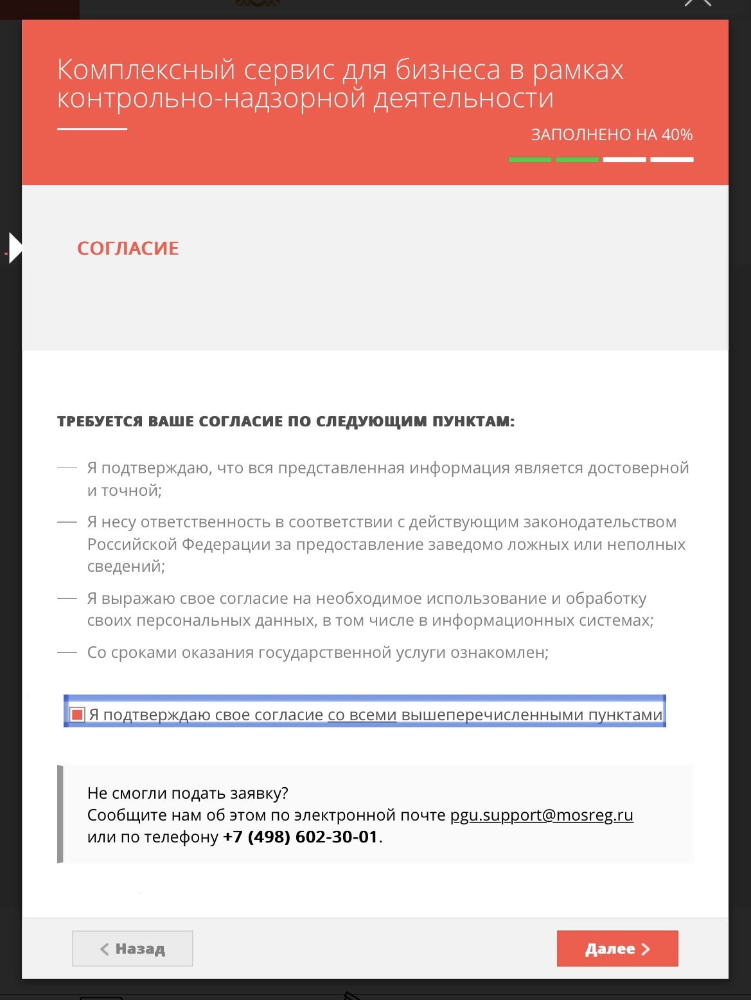 Комплексный сервис для бизнеса в рамках
контрольно-надзорной деятельности
ЗАПОЛНЕНО НА 40%
СОГЛАСИЕ
ТРЕБУЕТСЯ ВАШЕ СОГЛАСИЕ ПО СЛЕДУЮЩИМ ПУНКТАМ:
— Я подтверждаю, что вся представленная информация является достоверной
и точной;
— Я несу ответственность в соответствии с действующим законодательством
Российской Федерации за предоставление заведомо ложных или неполных
сведений;
— Я выражаю свое согласие на необходимое использование и обработку
своих персональных данных, в том числе в информационных системах;
— Со сроками оказания государственной услуги ознакомлен;
Я подтверждаю свое согласие со всеми вышеперечисленными пунктами
Не смогли подать заявку?
Сообщите нам об этом по электронной почте pgu.support@mosreg.ru
или по телефону +7 (498) 602-30-01.
Назад
Далее